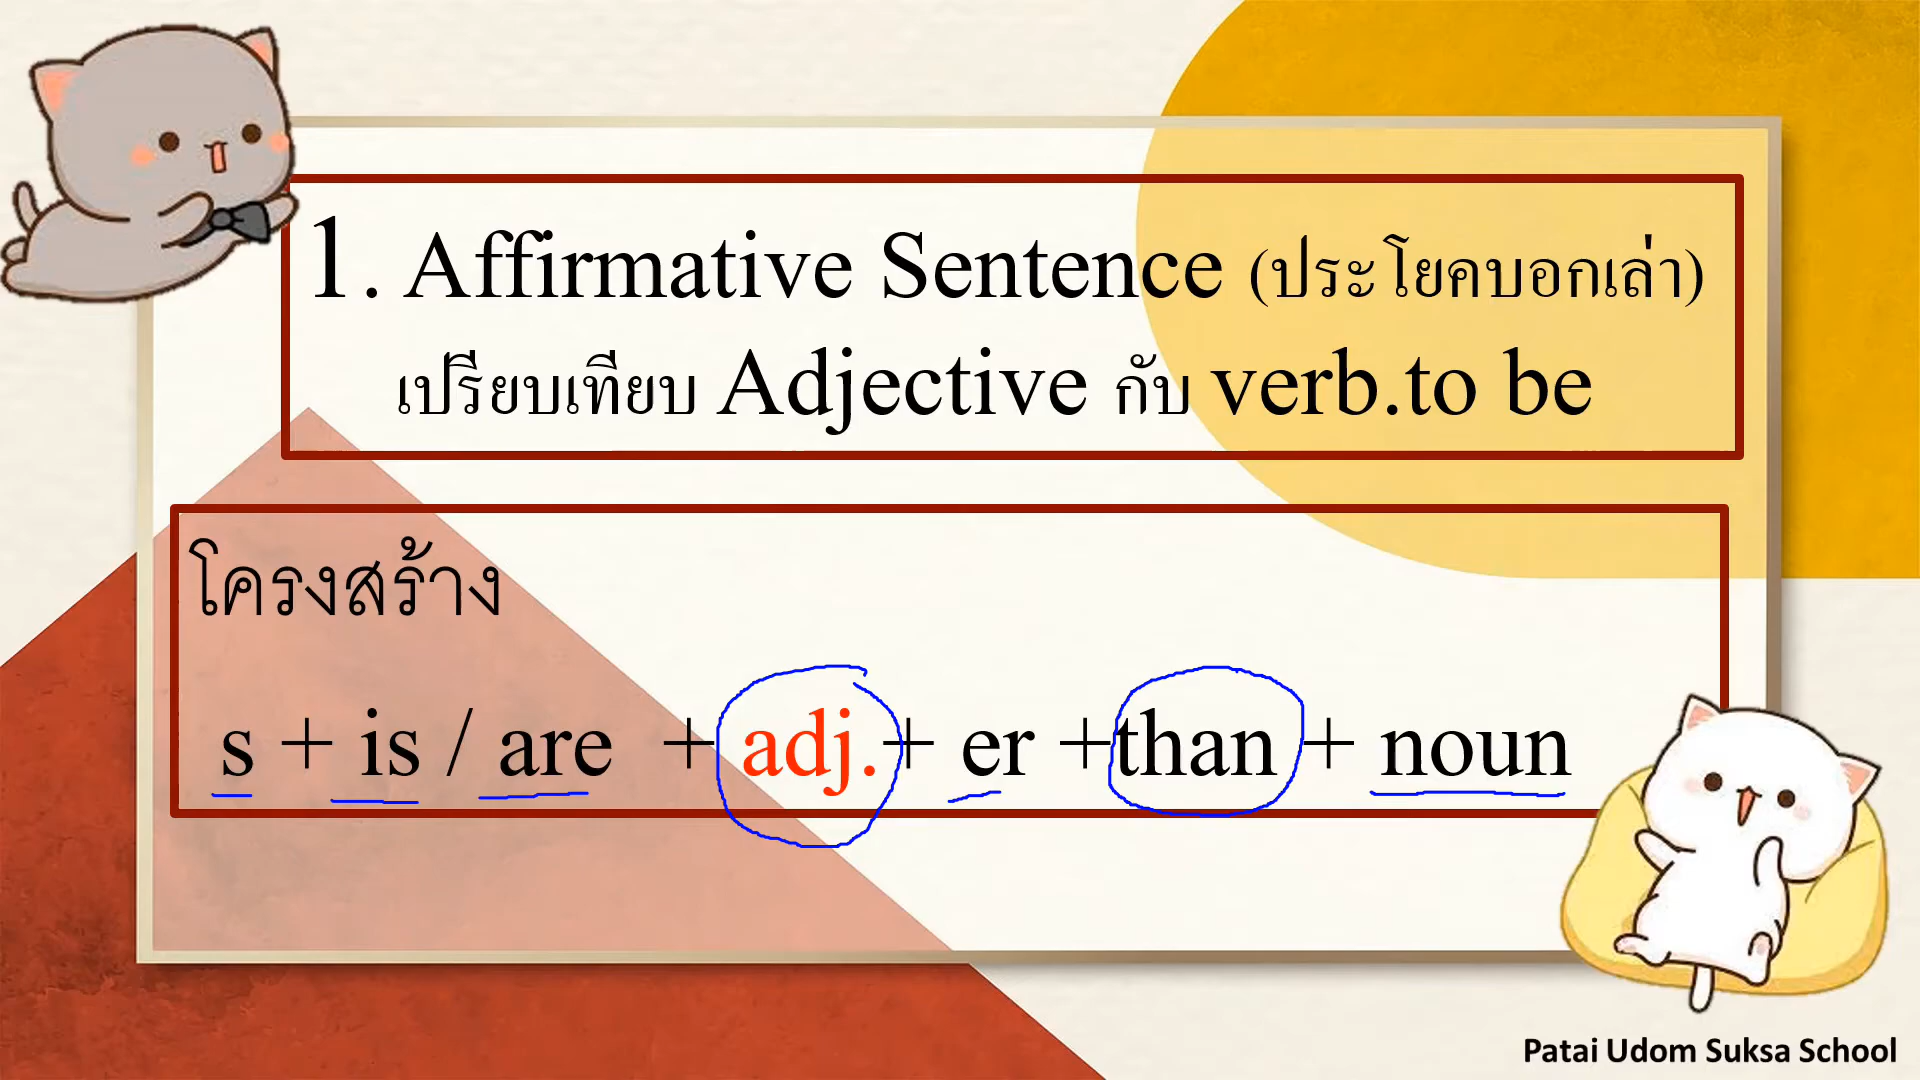 1. Affirmative Sentence (ประโยคบอกเล่า)
เปรียบเทียบ Adjective กับ verb.to be
โครงสร้าง
s + is / are + adj.+ er +than + noun
Patai Udom Suksa School